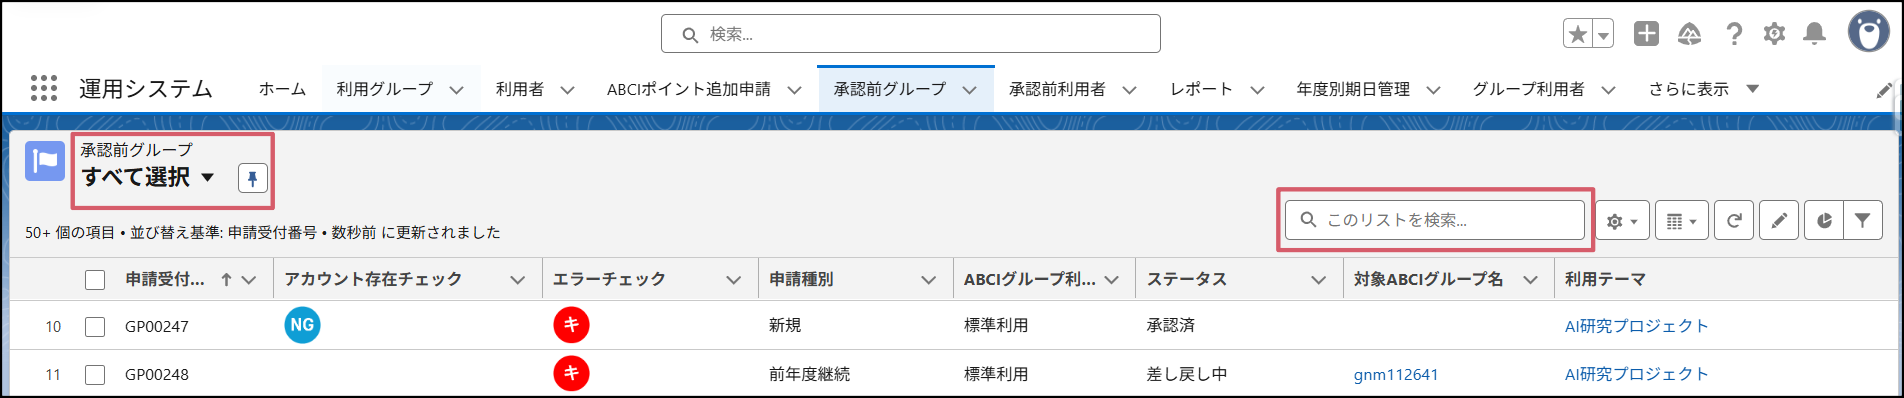 検索...
運用システム ホーム 利用グループ 利用者 ABCIポイント追加申請 承認前グループ 承認前利用者 レポート 年度別期日管理 グループ利用者 さらに表示
承認前グループ
すべて選択
このリストを検索...
50+ 個の項目 • 並び替え基準: 申請受付番号 • 数秒前 に更新されました
申請受付... アカウント存在チェック エラーチェック 申請種別 ABCIグループ利... ステータス 対象ABCIグループ名 利用テーマ
10 GP00247 NG キ 新規 標準利用 承認済 AI研究プロジェクト
11 GP00248 キ 前年度継続 標準利用 差し戻し中 gnm112641 AI研究プロジェクト